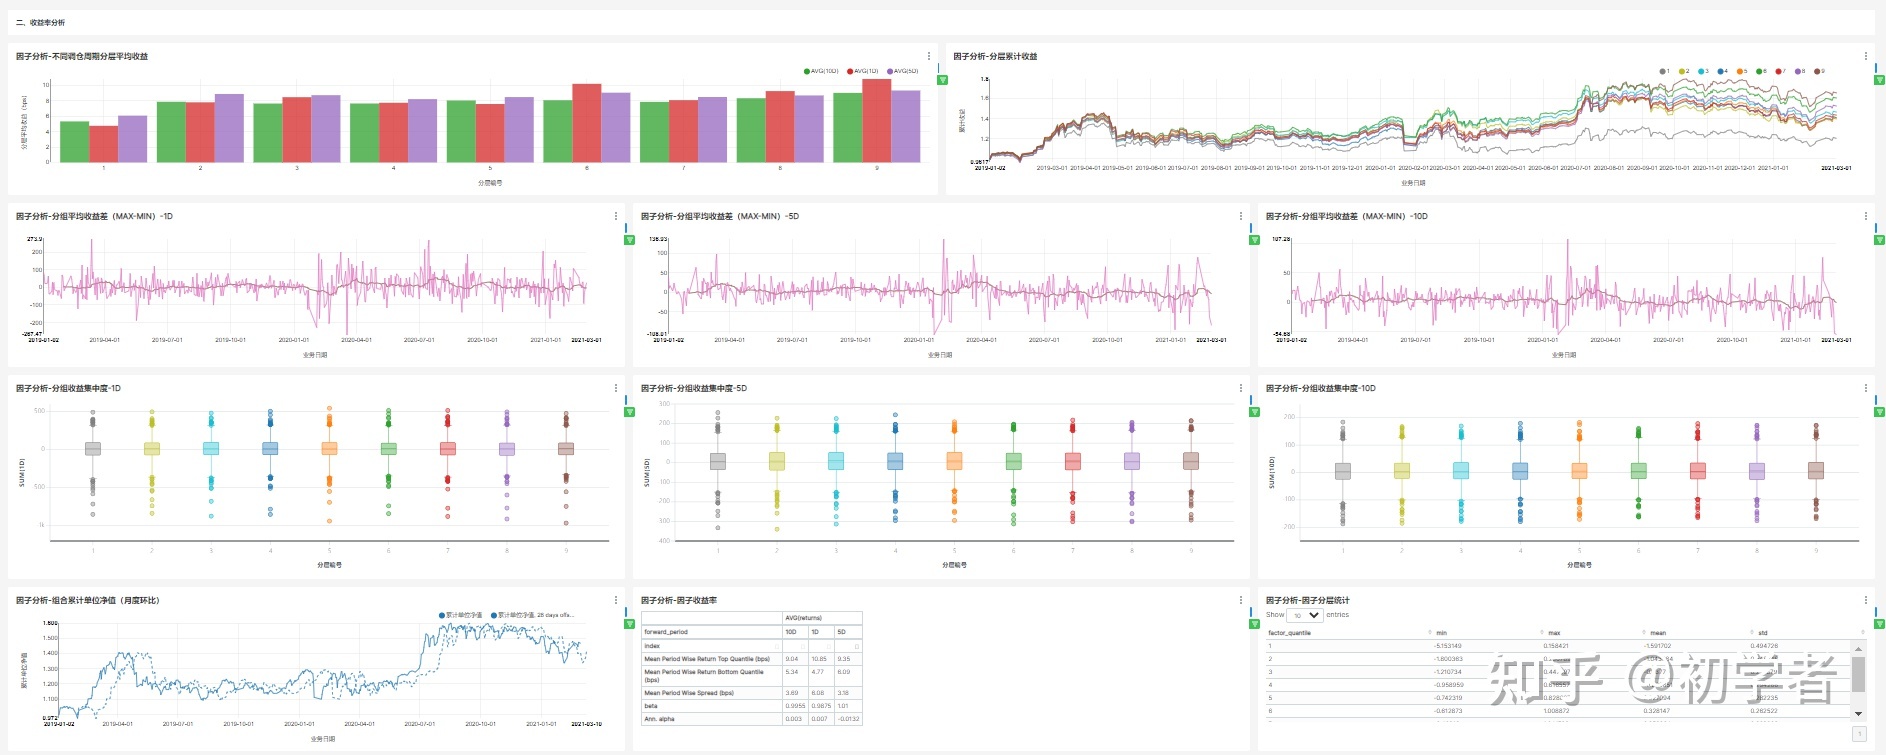 二、收益率分析
因子分析-不同调仓周期分层平均收益
AVG(10D) AVG(1D) AVG(5D)
分层平均收益 (bps)
10
8
6
4
2
0
1 2 3 4 5 6 7 8 9
分层编号
因子分析-分层累计收益
1 2 3 4 5 6 7 8 9
累计收益
1.8
1.6
1.4
1.2
0.9617
2019-01-02 2019-03-01 2019-04-01 2019-05-01 2019-06-01 2019-07-01 2019-08-01 2019-09-01 2019-10-01 2019-11-01 2019-12-01 2020-01-01 2020-02-01 2020-03-01 2020-04-01 2020-05-01 2020-06-01 2020-07-01 2020-08-01 2020-09-01 2020-10-01 2020-11-01 2020-12-01 2021-01-01 2021-03-01
业务日期
因子分析-分组平均收益差（MAX-MIN）-1D
273.9
200
100
0
-100
-200
-267.47
2019-01-02 2019-04-01 2019-07-01 2019-10-01 2020-01-01 2020-04-01 2020-07-01 2020-10-01 2021-01-01 2021-03-01
业务日期
因子分析-分组平均收益差（MAX-MIN）-5D
136.93
100
50
0
-50
-108.01
2019-01-02 2019-04-01 2019-07-01 2019-10-01 2020-01-01 2020-04-01 2020-07-01 2020-10-01 2021-01-01 2021-03-01
业务日期
因子分析-分组平均收益差（MAX-MIN）-10D
107.28
50
0
-54.68
2019-01-02 2019-04-01 2019-07-01 2019-10-01 2020-01-01 2020-04-01 2020-07-01 2020-10-01 2021-01-01 2021-03-01
业务日期
因子分析-分组收益集中度-1D
SUM(1D)
500
0
500
1k
1 2 3 4 5 6 7 8 9
分层编号
因子分析-分组收益集中度-5D
SUM(5D)
300
200
100
0
100
200
300
400
1 2 3 4 5 6 7 8 9
分层编号
因子分析-分组收益集中度-10D
SUM(10D)
200
100
0
100
200
1 2 3 4 5 6 7 8 9
分层编号
因子分析-组合累计单位净值（月度环比）
累计单位净值 累计单位净值, 28 days offs...
累计单位净值
1.600
1.500
1.400
1.300
1.200
1.100
0.972
2019-01-02 2019-04-01 2019-07-01 2019-10-01 2020-01-01 2020-04-01 2020-07-01 2020-10-01 2021-01-01 2021-03-10
业务日期
因子分析-因子收益率
AVG(returns)
forward_period 10D 1D 5D
index
Mean Period Wise Return Top Quantile (bps) 9.04 10.85 9.35
Mean Period Wise Return Bottom Quantile (bps) 5.34 4.77 6.09
Mean Period Wise Spread (bps) 3.69 6.08 3.18
beta 0.9955 0.9875 1.01
Ann. alpha 0.003 0.007 -0.0132
因子分析-因子分层统计
Show 10 entries
factor_quantile min max mean std
1 -5.153149 0.158421 -1.591702 0.494726
2 -1.800363
3 -1.210734
4 -0.958959
5 -0.742319
6 -0.612873 1.008872 0.328147 0.262522
1
知乎 @初学者